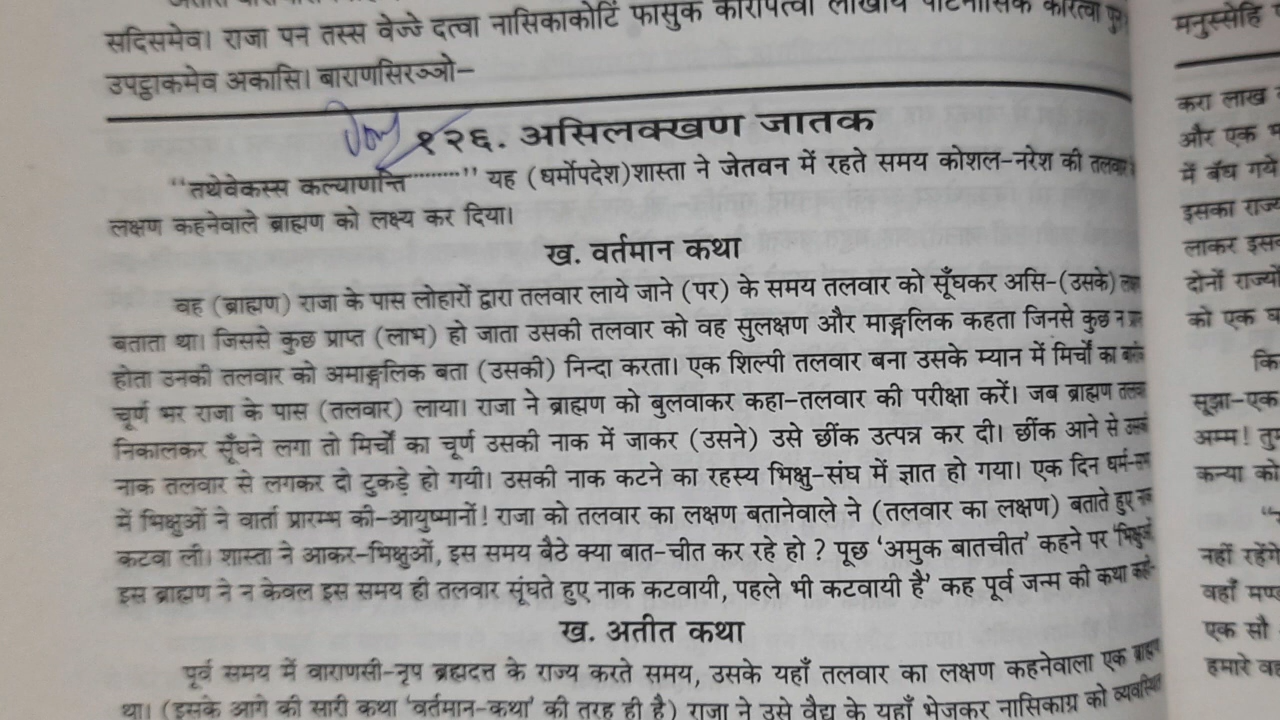 सदिसमेव। राजा पन तस्स वेज्जे दत्वा नासिकाकोटिं फासुक कारापेत्वा लाखाय पटिनासिकं कारेत्वा
उपट्ठाकमेव अकासि। बाराणसिरञ्ञो–
१२६. असिलक्खण जातक
“तथेवेकस्स कल्याणन्ति.........” यह (धर्मोपदेश)शास्ता ने जेतवन में रहते समय कोशल-नरेश की तलवार
लक्षण कहनेवाले ब्राह्मण को लक्ष्य कर दिया।
ख. वर्तमान कथा
वह (ब्राह्मण) राजा के पास लोहारों द्वारा तलवार लाये जाने (पर) के समय तलवार को सूँघकर असि-(उसके)
बताता था। जिससे कुछ प्राप्त (लाभ) हो जाता उसकी तलवार को वह सुलक्षण और माङ्गलिक कहता जिनसे कुछ न
होता उनकी तलवार को अमाङ्गलिक बता (उसकी) निन्दा करता। एक शिल्पी तलवार बना उसके म्यान में मिर्चों का
चूर्ण भर राजा के पास (तलवार) लाया। राजा ने ब्राह्मण को बुलवाकर कहा-तलवार की परीक्षा करें। जब ब्राह्मण
निकालकर सूँघने लगा तो मिर्चों का चूर्ण उसकी नाक में जाकर (उसने) उसे छींक उत्पन्न कर दी। छींक आने से
नाक तलवार से लगकर दो टुकड़े हो गयी। उसकी नाक कटने का रहस्य भिक्षु-संघ में ज्ञात हो गया। एक दिन
में भिक्षुओं ने वार्ता प्रारम्भ की-आयुष्मानों! राजा को तलवार का लक्षण बतानेवाले ने (तलवार का लक्षण) बताते हुए
कटवा ली। शास्ता ने आकर-भिक्षुओं, इस समय बैठे क्या बात-चीत कर रहे हो ? पूछ ‘अमुक बातचीत’ कहने पर
इस ब्राह्मण ने न केवल इस समय ही तलवार सूंघते हुए नाक कटवायी, पहले भी कटवायी है’ कह पूर्व जन्म की कथा
ख. अतीत कथा
पूर्व समय में वाराणसी-नृप ब्रह्मदत्त के राज्य करते समय, उसके यहाँ तलवार का लक्षण कहनेवाला एक ब्राह्मण
था। (इसके आगे की सारी कथा ‘वर्तमान-कथा’ की तरह ही है) राजा ने उसे वैद्य के यहाँ भेजकर नासिकाग्र को
मनुस्सेहि
करा लाख
और एक
में बँध गये
इसका राज्य
लाकर
दोनों राज्यों
को एक
कि
सूझा-एक
अम्म!
कन्या को
नहीं रहेंगे
वहाँ
एक सौ
हमारे